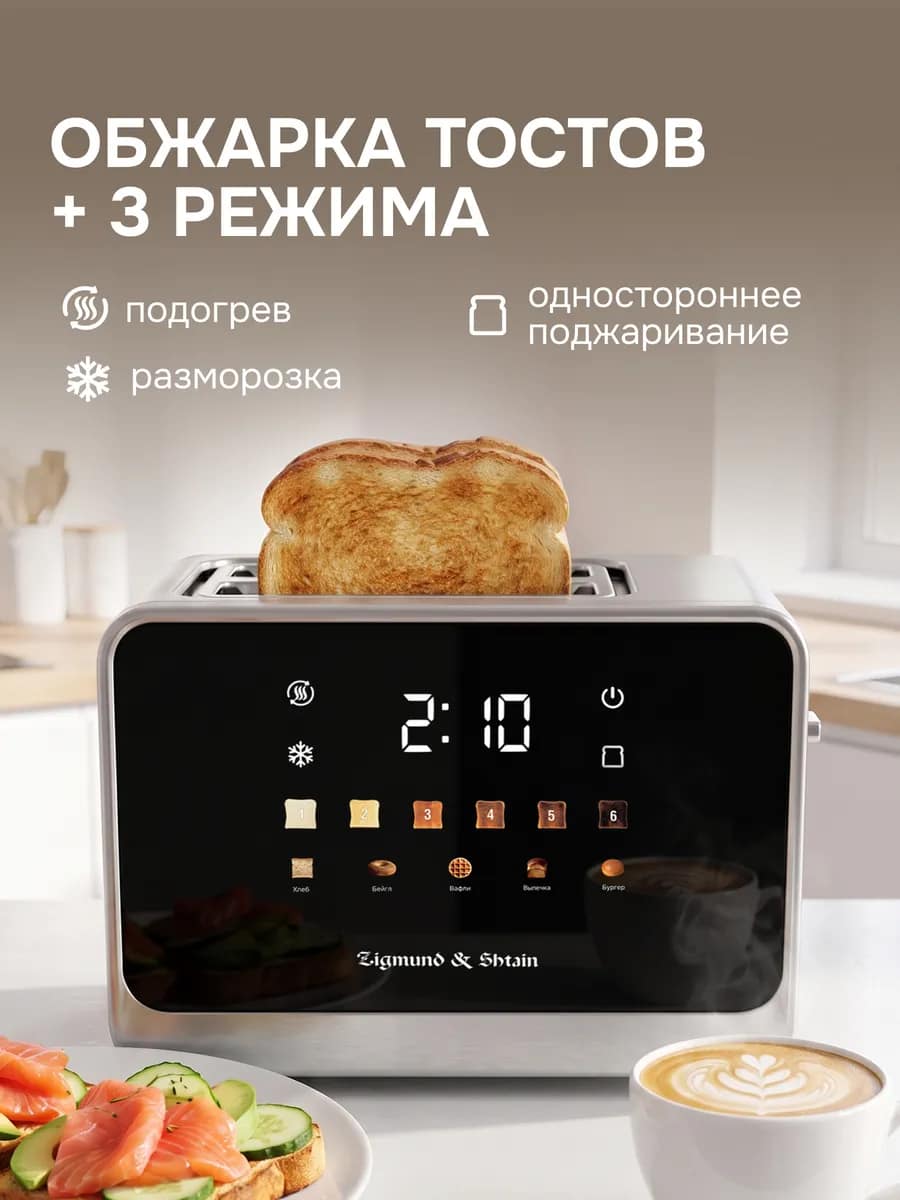 ОБЖАРКА ТОСТОВ
+ 3 РЕЖИМА
подогрев
разморозка
одностороннее
поджаривание
2:10
1 2 3 4 5 6
Хлеб Бейгл Вафли Выпечка Бургер
Zigmund & Shtain